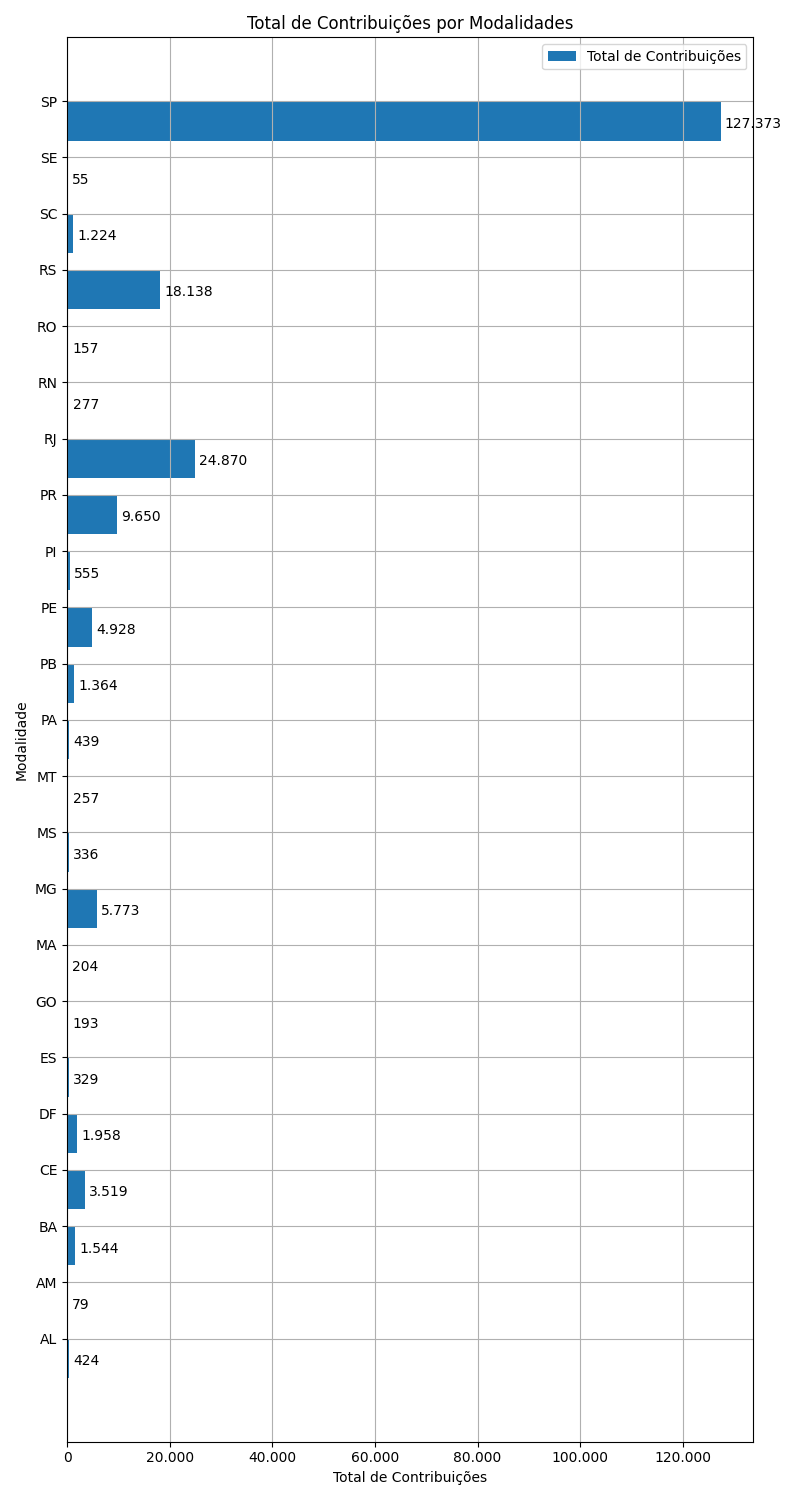 Total de Contribuições por Modalidades
Total de Contribuições
SP
127.373
SE
55
SC
1.224
RS
18.138
RO
157
RN
277
RJ
24.870
PR
9.650
PI
555
PE
4.928
PB
1.364
PA
439
MT
257
MS
336
MG
5.773
MA
204
GO
193
ES
329
DF
1.958
CE
3.519
BA
1.544
AM
79
AL
424
Modalidade
0 20.000 40.000 60.000 80.000 100.000 120.000
Total de Contribuições